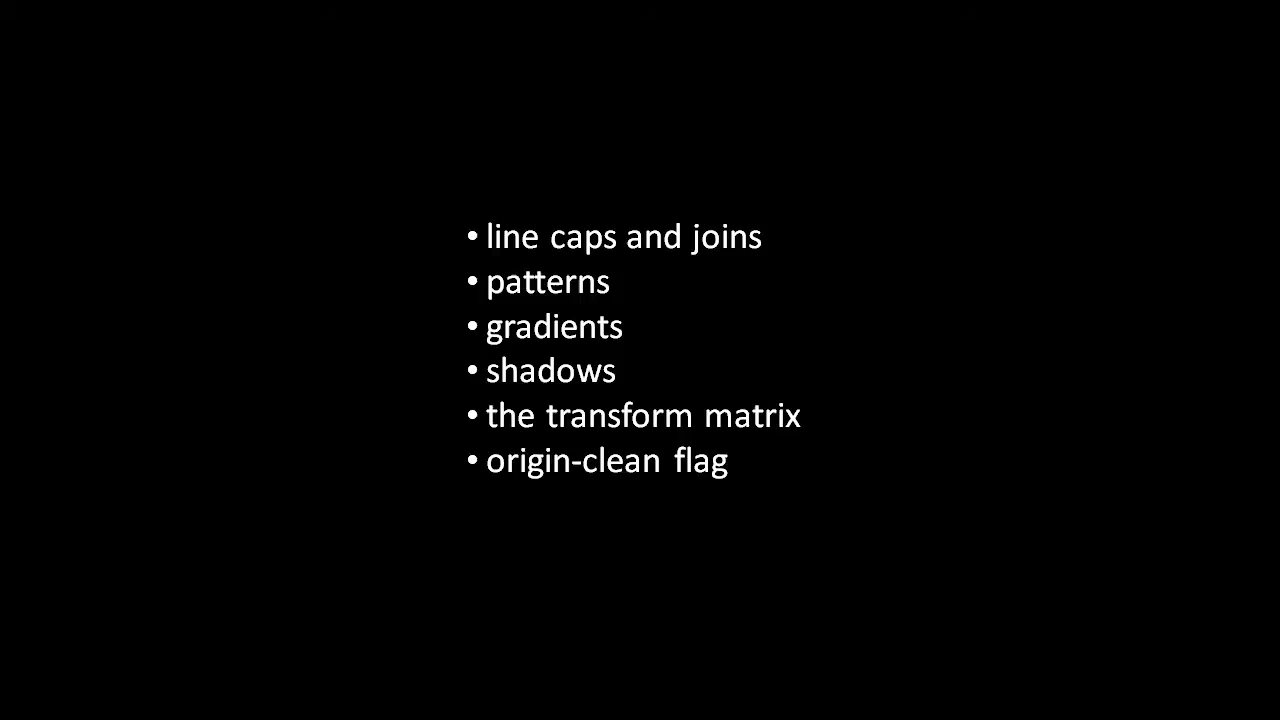 • line caps and joins
• patterns
• gradients
• shadows
• the transform matrix
• origin-clean flag